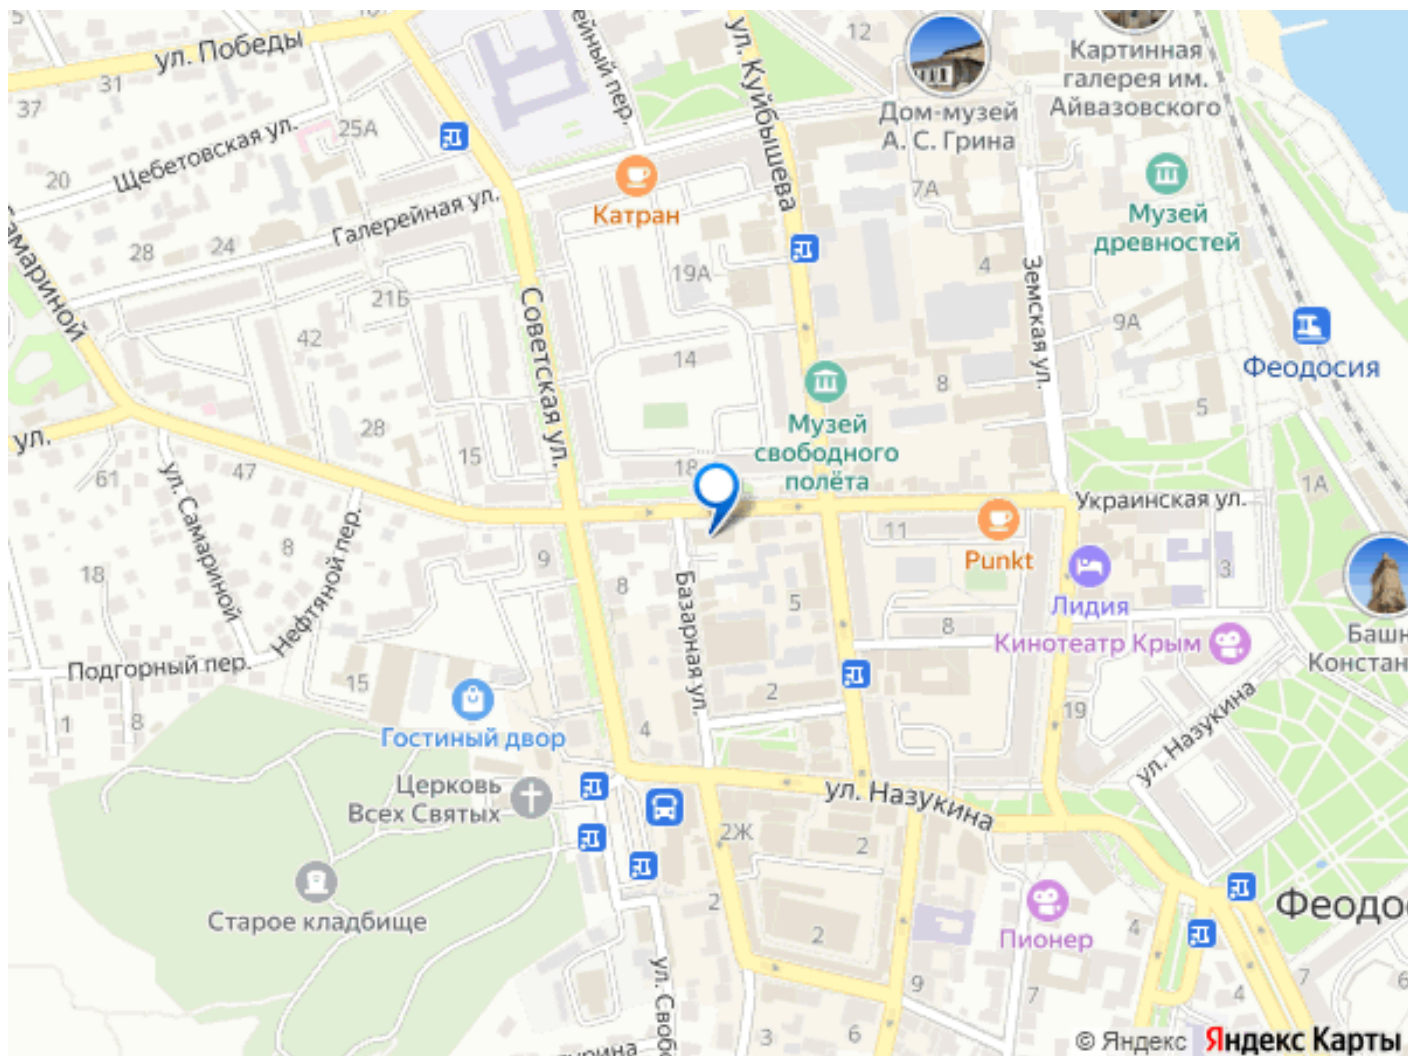 ул. Победы
31
37
25А
Щебетовская ул.
20
Галерейная ул.
28
24
21Б
42
Самариной
ул. Куйбышева
12
Дом-музей
А. С. Грина
Картинная
галерея им.
Айвазовского
7А
Музей
древностей
Катран
19А
4
Земская ул.
9А
Феодосия
Советская ул.
14
8
5
Музей
свободного
полёта
18
28
15
ул.
61
47
ул. Самариной
8
18
Нефтяной пер.
Подгорный пер.
1
8
15
9
8
Базарная ул.
5
2
4
11
Punkt
Украинская ул.
1А
3
Лидия
8
Кинотеатр Крым
19
ул. Назукина
Гостиный двор
Церковь
Всех Святых
Старое кладбище
ул. Назукина
2Ж
2
2
2
Пионер
4
7
9
3
6
7
4
6
© Яндекс
Яндекс Карты